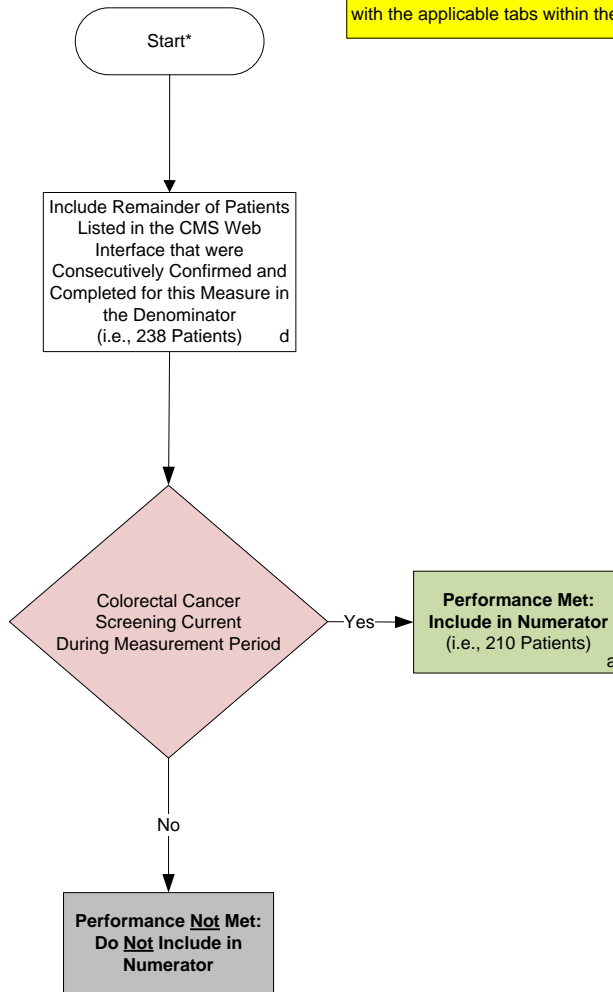 with the applicable tabs within the
Start*
Include Remainder of Patients
Listed in the CMS Web
Interface that were
Consecutively Confirmed and
Completed for this Measure in
the Denominator
(i.e., 238 Patients) d
Colorectal Cancer
Screening Current
During Measurement Period
Yes
Performance Met:
Include in Numerator
(i.e., 210 Patients)
a
No
Performance Not Met:
Do Not Include in
Numerator